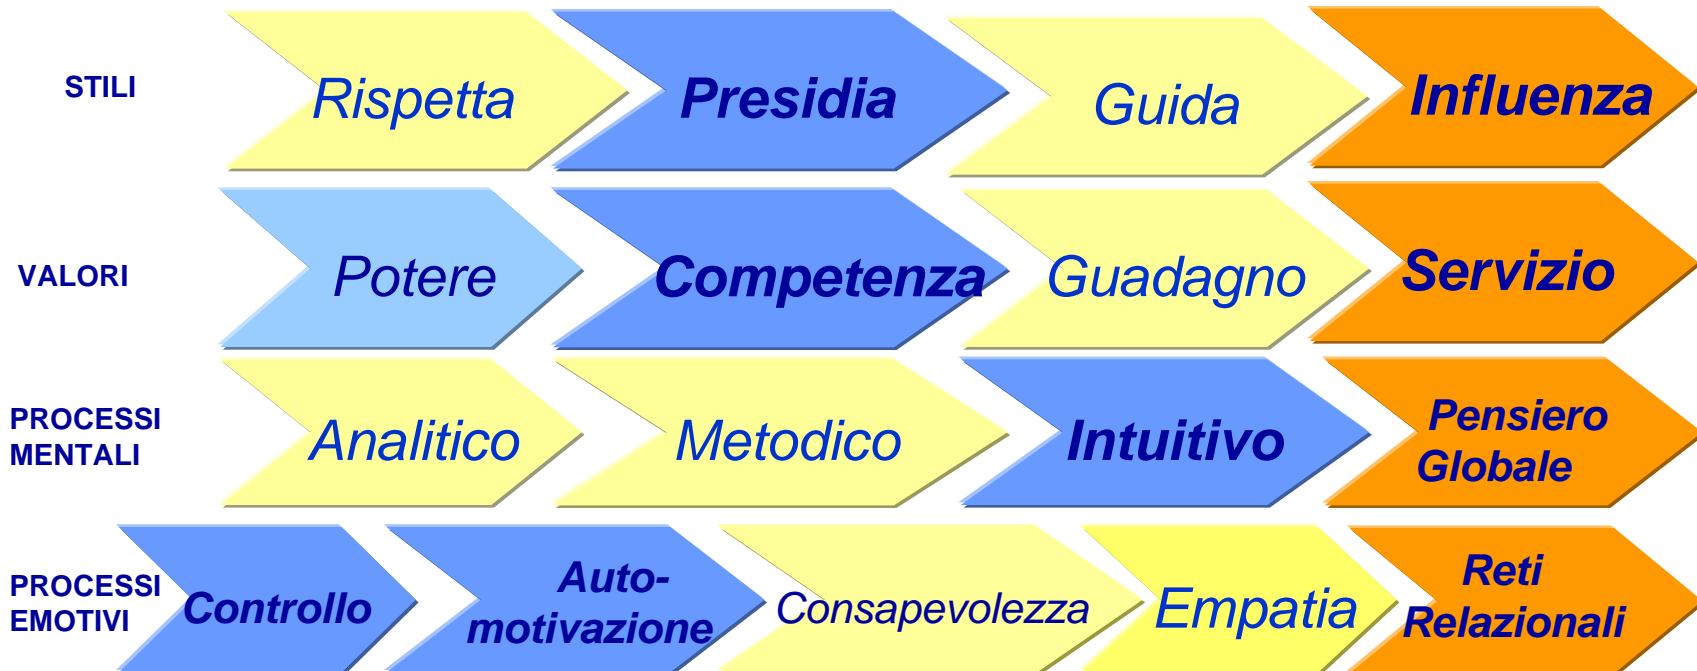 STILI
Rispetta
Presidia
Guida
Influenza
VALORI
Potere
Competenza
Guadagno
Servizio
PROCESSI
MENTALI
Analitico
Metodico
Intuitivo
Pensiero
Globale
PROCESSI
EMOTIVI
Controllo
Auto-
motivazione
Consapevolezza
Empatia
Reti
Relazionali